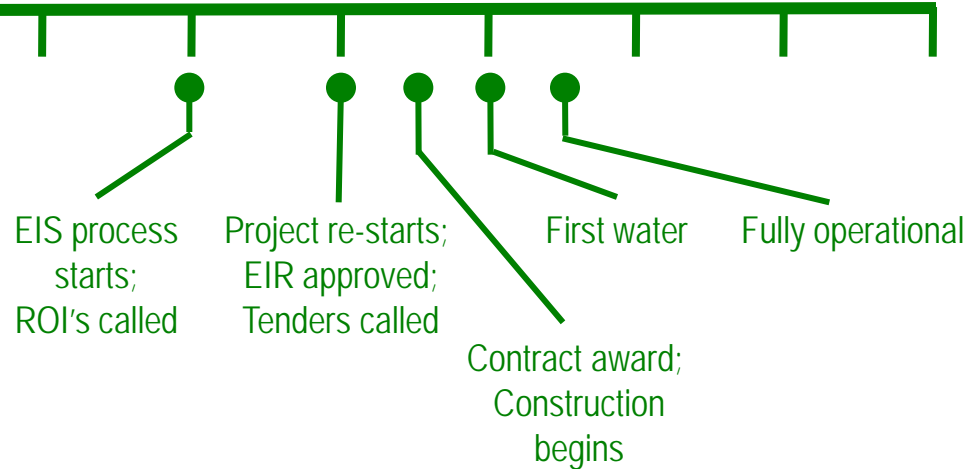 EIS process
starts;
ROI's called
Project re-starts;
EIR approved;
Tenders called
Contract award;
Construction
begins
First water
Fully operational